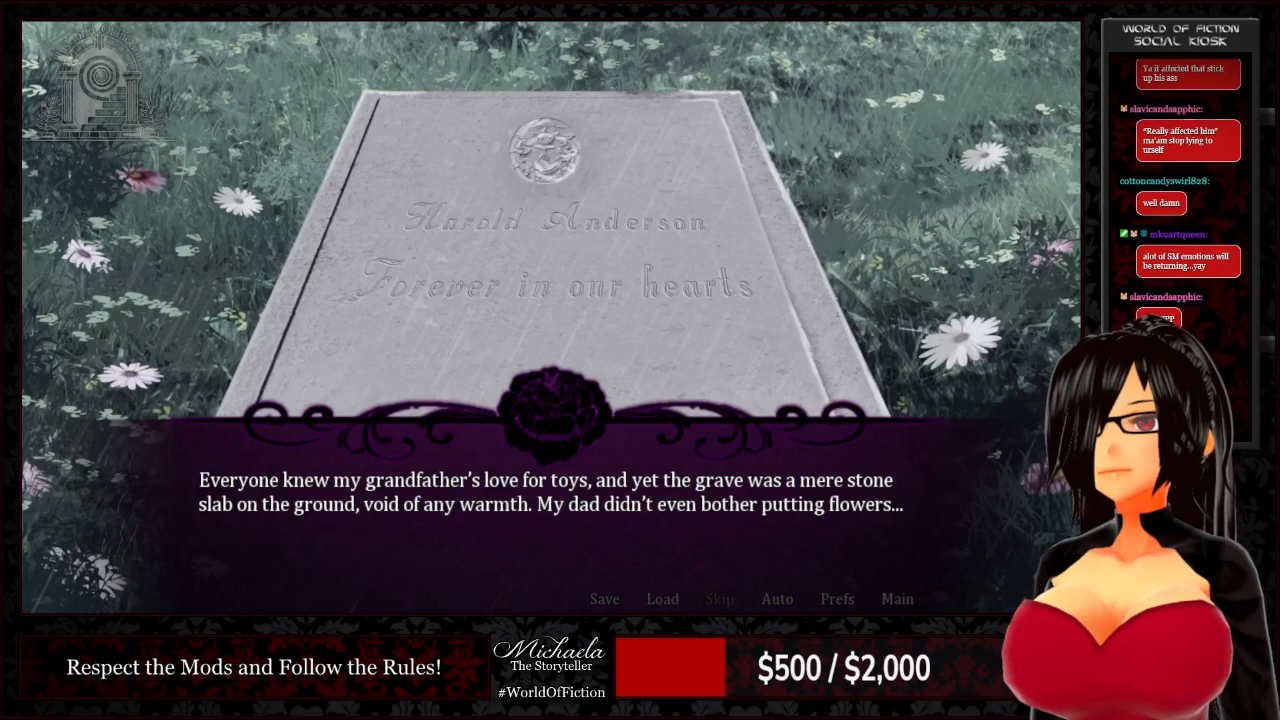 WORLD OF FICTION
SOCIAL KIOSK
Ya it affected that stick
up his ass
slavicandsapphic:
“Really affected him”
ma'am stop lying to
urself
cottoncandyswirl828:
well damn
mkuartqueen:
alot of SM emotions will
be returning...yay
slavicandsapphic:
Harold Anderson
Forever in our hearts
Everyone knew my grandfather’s love for toys, and yet the grave was a mere stone
slab on the ground, void of any warmth. My dad didn’t even bother putting flowers...
Save Load Skip Auto Prefs Main
Respect the Mods and Follow the Rules!
Michaela
The Storyteller
#WorldOfFiction
$500 / $2,000